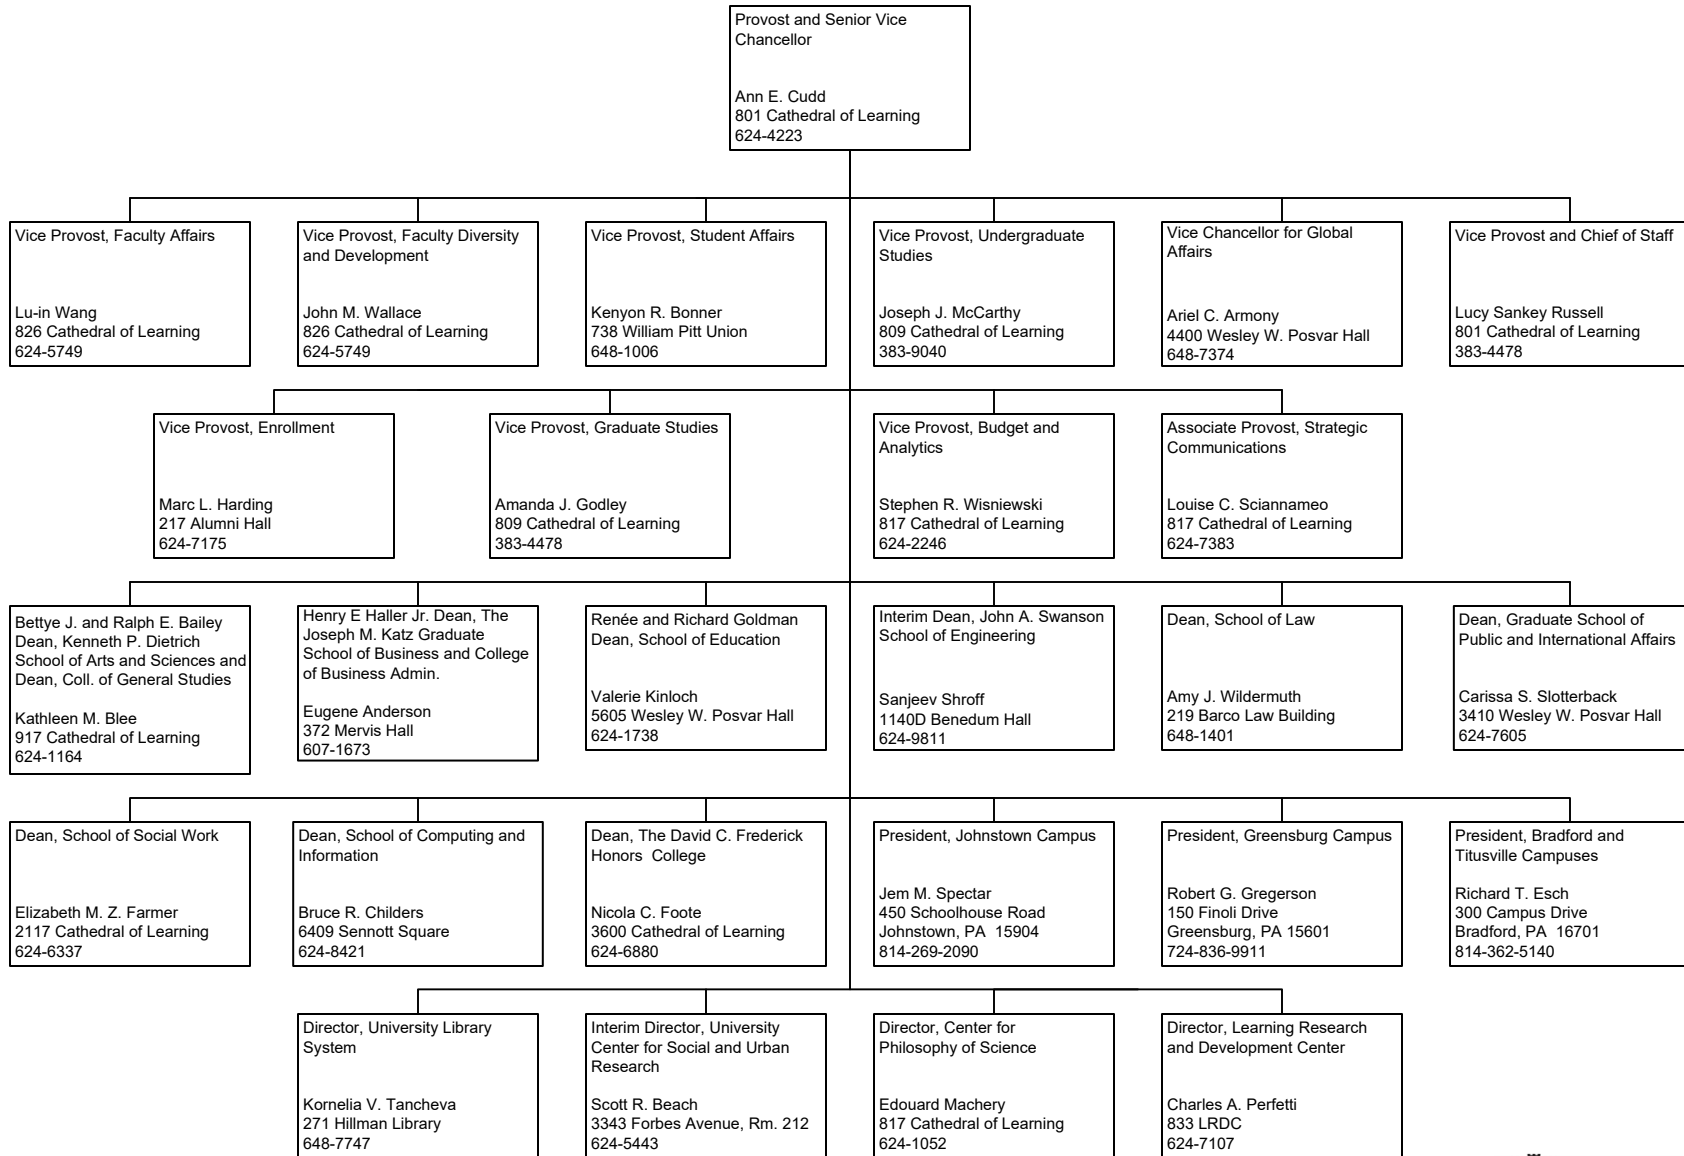 Provost and Senior Vice
Chancellor
Ann E. Cudd
801 Cathedral of Learning
624-4223
Vice Provost, Faculty Affairs
Lu-in Wang
826 Cathedral of Learning
624-5749
Vice Provost, Faculty Diversity
and Development
John M. Wallace
826 Cathedral of Learning
624-5749
Vice Provost, Student Affairs
Kenyon R. Bonner
738 William Pitt Union
648-1006
Vice Provost, Undergraduate
Studies
Joseph J. McCarthy
809 Cathedral of Learning
383-9040
Vice Chancellor for Global
Affairs
Ariel C. Armony
4400 Wesley W. Posvar Hall
648-7374
Vice Provost and Chief of Staff
Lucy Sankey Russell
801 Cathedral of Learning
383-4478
Vice Provost, Enrollment
Marc L. Harding
217 Alumni Hall
624-7175
Vice Provost, Graduate Studies
Amanda J. Godley
809 Cathedral of Learning
383-4478
Vice Provost, Budget and
Analytics
Stephen R. Wisniewski
817 Cathedral of Learning
624-2246
Associate Provost, Strategic
Communications
Louise C. Sciannameo
817 Cathedral of Learning
624-7383
Bettye J. and Ralph E. Bailey
Dean, Kenneth P. Dietrich
School of Arts and Sciences and
Dean, Coll. of General Studies
Kathleen M. Blee
917 Cathedral of Learning
624-1164
Henry E Haller Jr. Dean, The
Joseph M. Katz Graduate
School of Business and College
of Business Admin.
Eugene Anderson
372 Mervis Hall
607-1673
Renée and Richard Goldman
Dean, School of Education
Valerie Kinloch
5605 Wesley W. Posvar Hall
624-1738
Interim Dean, John A. Swanson
School of Engineering
Sanjeev Shroff
1140D Benedum Hall
624-9811
Dean, School of Law
Amy J. Wildermuth
219 Barco Law Building
648-1401
Dean, Graduate School of
Public and International Affairs
Carissa S. Slotterback
3410 Wesley W. Posvar Hall
624-7605
Dean, School of Social Work
Elizabeth M. Z. Farmer
2117 Cathedral of Learning
624-6337
Dean, School of Computing and
Information
Bruce R. Childers
6409 Sennott Square
624-8421
Dean, The David C. Frederick
Honors College
Nicola C. Foote
3600 Cathedral of Learning
624-6880
President, Johnstown Campus
Jem M. Spectar
450 Schoolhouse Road
Johnstown, PA 15904
814-269-2090
President, Greensburg Campus
Robert G. Gregerson
150 Finoli Drive
Greensburg, PA 15601
724-836-9911
President, Bradford and
Titusville Campuses
Richard T. Esch
300 Campus Drive
Bradford, PA 16701
814-362-5140
Director, University Library
System
Kornelia V. Tancheva
271 Hillman Library
648-7747
Interim Director, University
Center for Social and Urban
Research
Scott R. Beach
3343 Forbes Avenue, Rm. 212
624-5443
Director, Center for
Philosophy of Science
Edouard Machery
817 Cathedral of Learning
624-1052
Director, Learning Research
and Development Center
Charles A. Perfetti
833 LRDC
624-7107